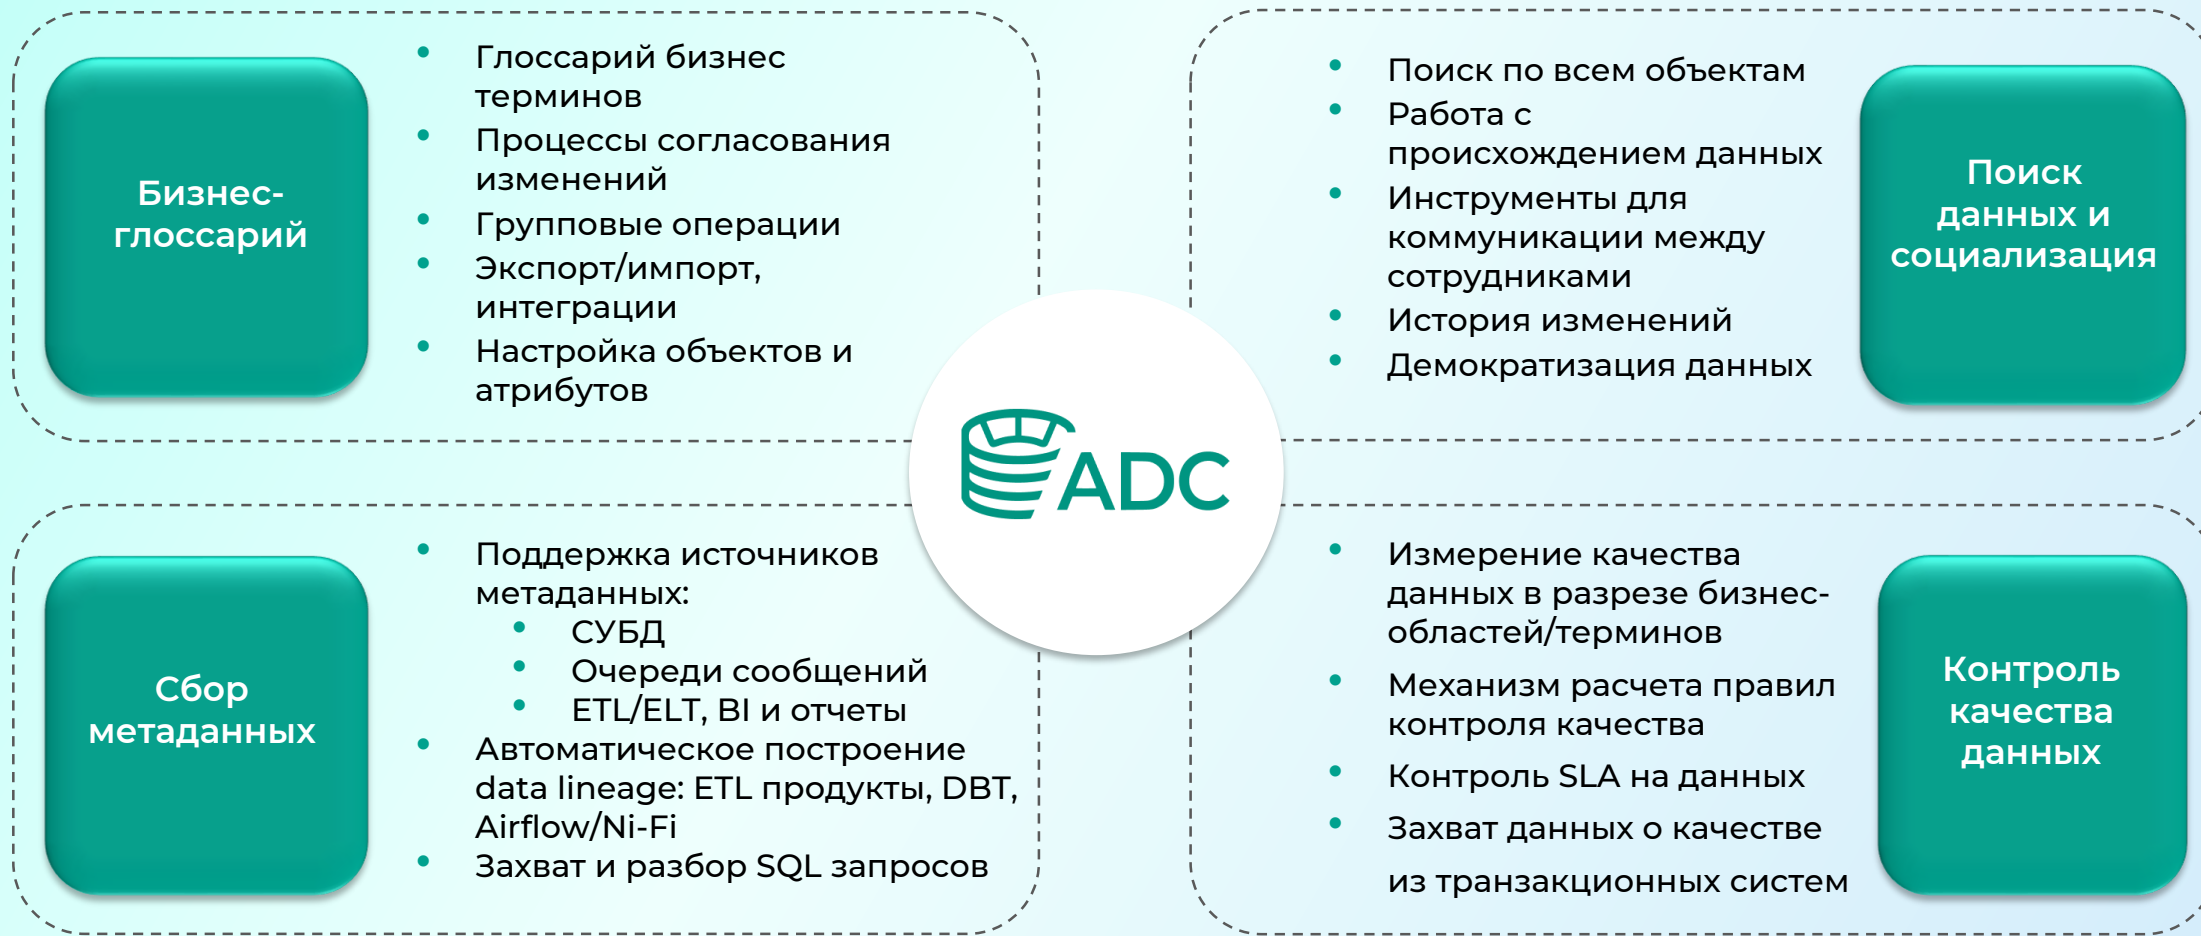 Бизнес-
глоссарий
Глоссарий бизнес
терминов
Процессы согласования
изменений
Групповые операции
Экспорт/импорт,
интеграции
Настройка объектов и
атрибутов
Поиск по всем объектам
Работа с
происхождением данных
Инструменты для
коммуникации между
сотрудниками
История изменений
Демократизация данных
Поиск
данных и
социализация
ADC
Сбор
метаданных
Поддержка источников
метаданных:
СУБД
Очереди сообщений
ETL/ELT, BI и отчеты
Автоматическое построение
data lineage: ETL продукты, DBT,
Airflow/Ni-Fi
Захват и разбор SQL запросов
Измерение качества
данных в разрезе бизнес-
областей/терминов
Механизм расчета правил
контроля качества
Контроль SLA на данных
Захват данных о качестве
из транзакционных систем
Контроль
качества
данных